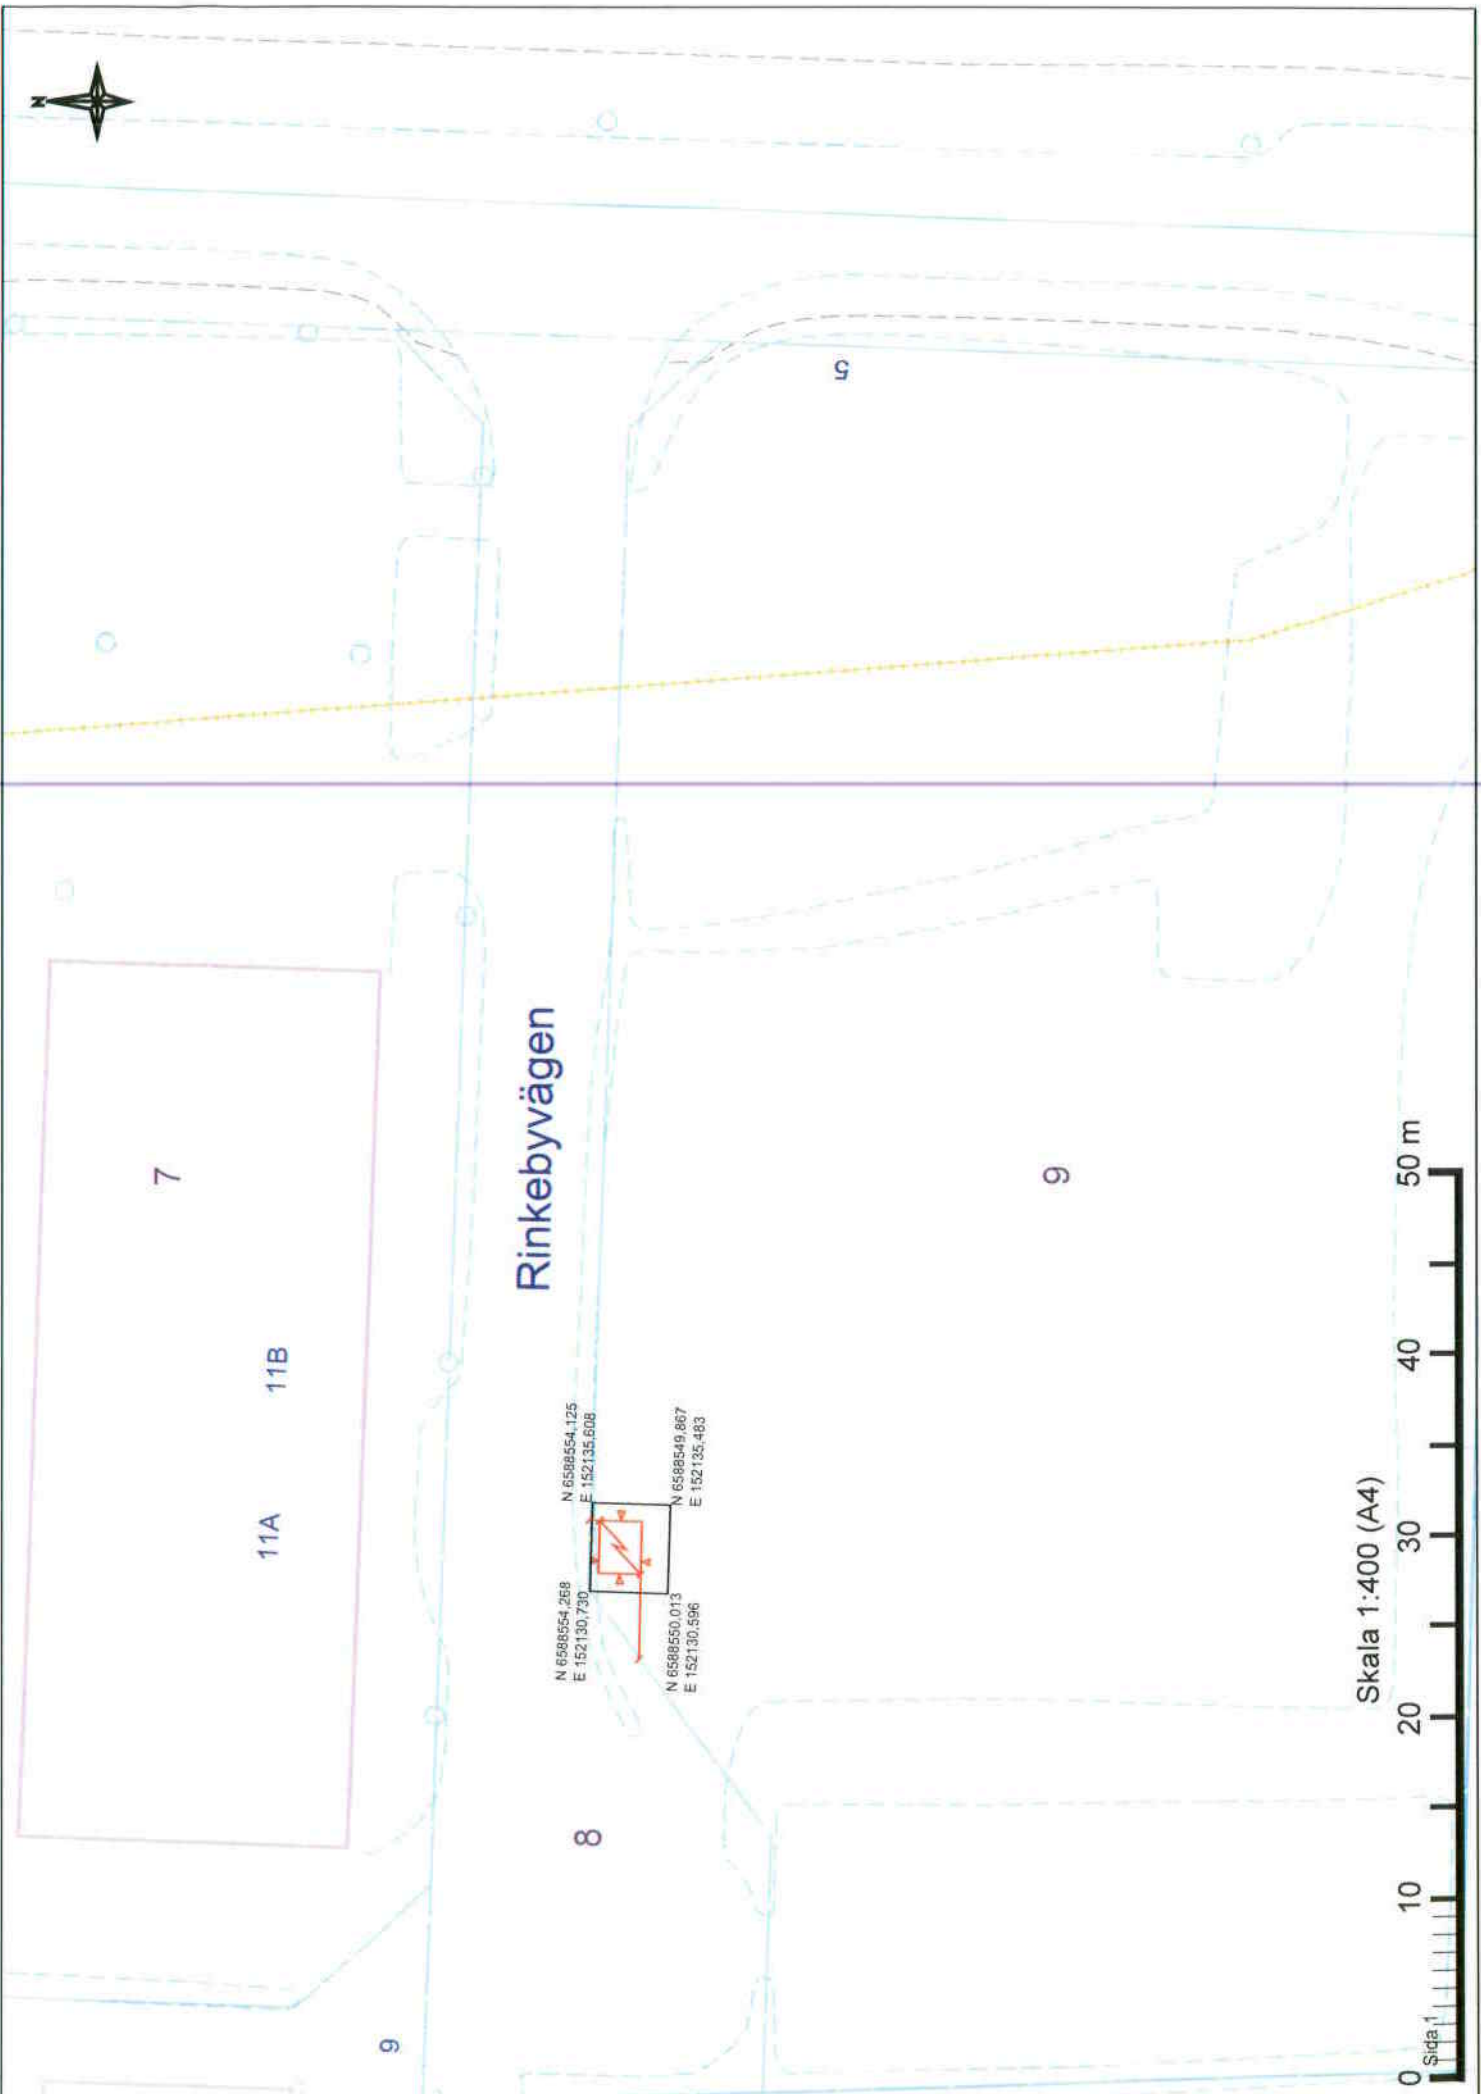 N
7
11A
11B
9
Rinkebyvägen
N 6588554,268
E 152130,730
N 6588554,125
E 152135,608
8
N 6588550,013
E 152130,596
N 6588549,867
E 152135,483
5
9
Skala 1:400 (A4)
0 10 20 30 40 50 m
Sida 1